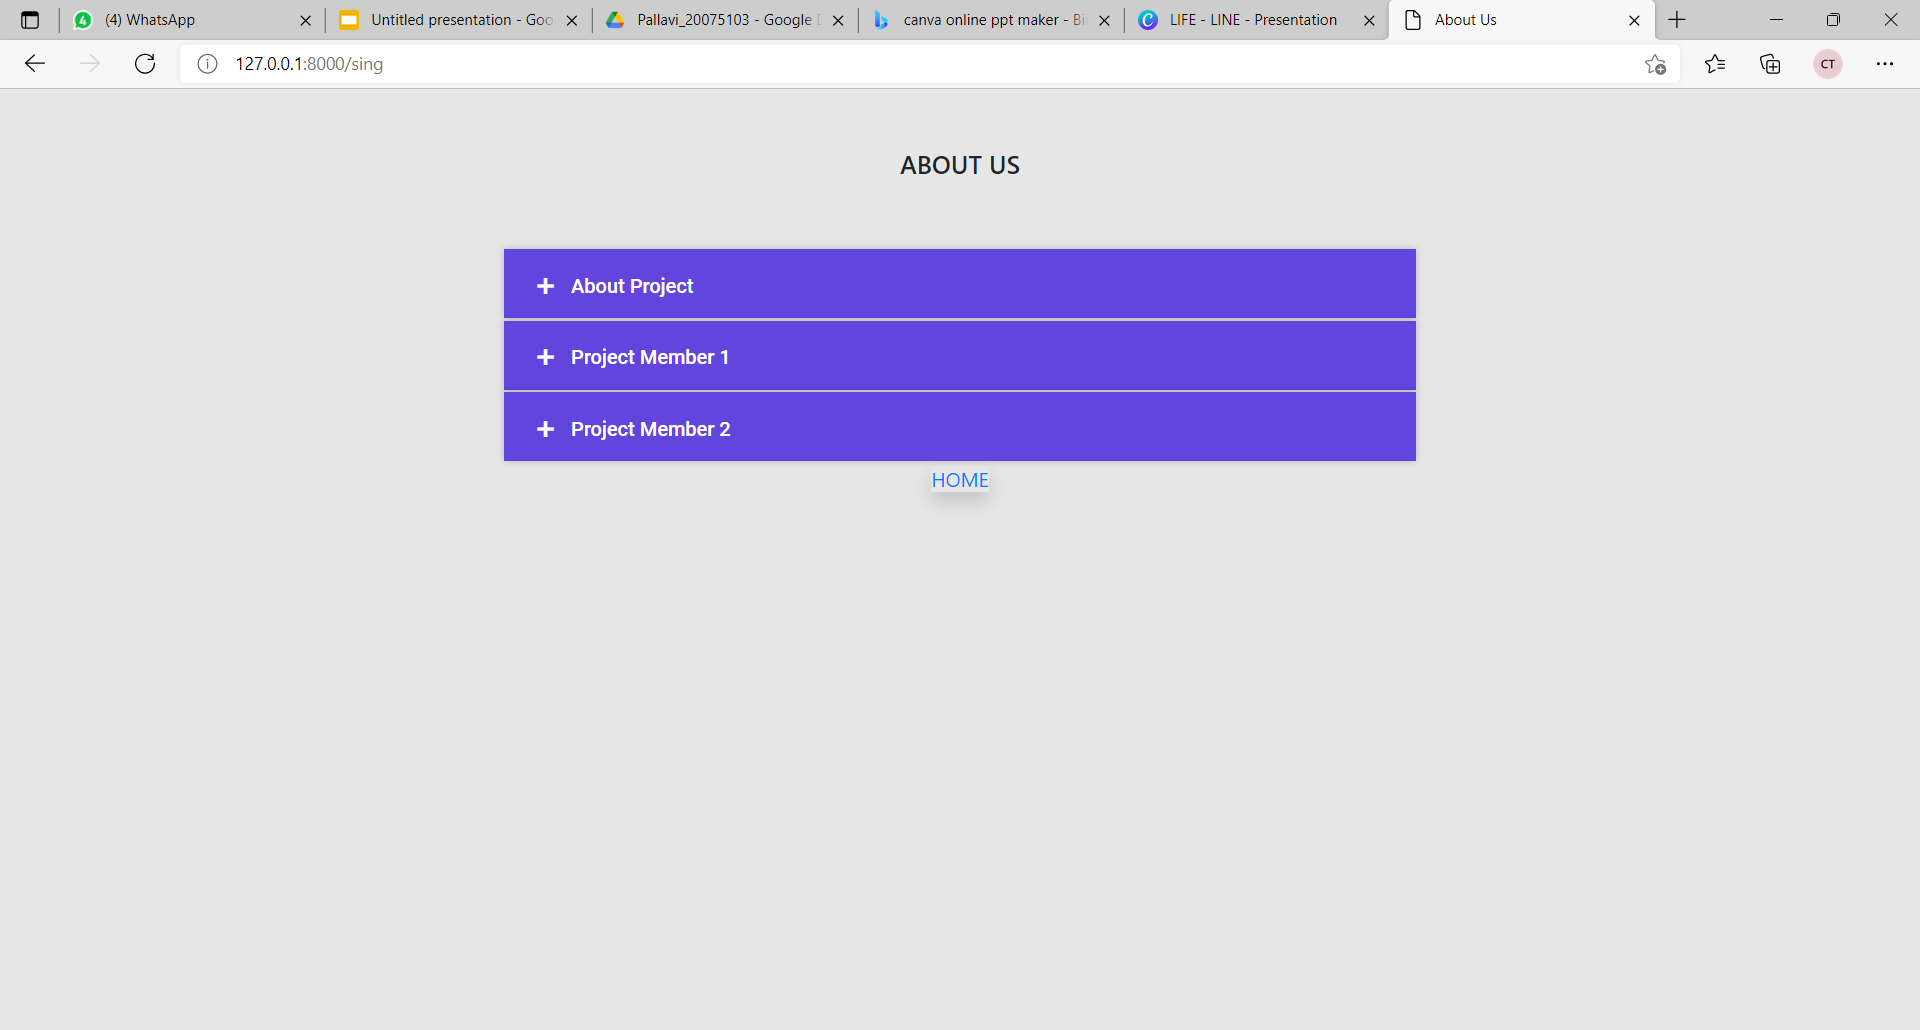 (4) WhatsApp
Untitled presentation - Goo
Pallavi_20075103 - Google
canva online ppt maker - Bi
LIFE - LINE - Presentation
About Us
127.0.0.1:8000/sing
CT
ABOUT US
+ About Project
+ Project Member 1
+ Project Member 2
HOME